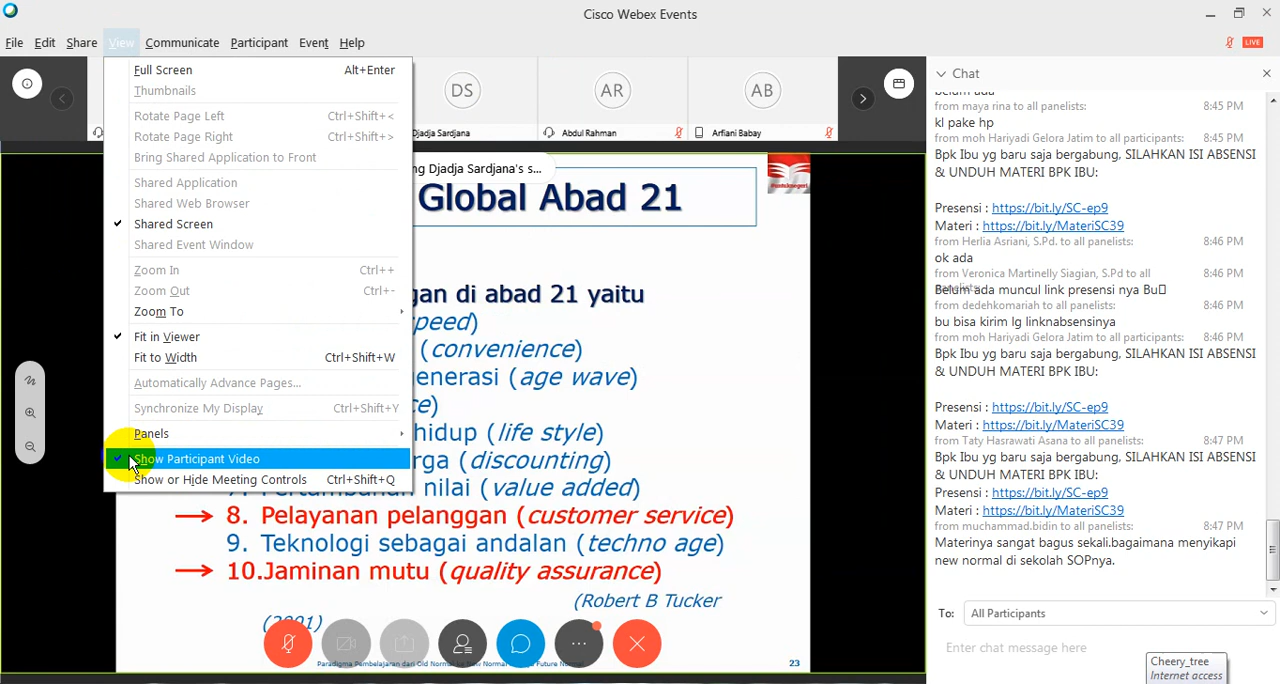 Cisco Webex Events
File Edit Share View Communicate Participant Event Help
LIVE
Full Screen Alt+Enter
Thumbnails
Rotate Page Left Ctrl+Shift+<
Rotate Page Right Ctrl+Shift+>
Bring Shared Application to Front
Shared Application
Shared Web Browser
Shared Screen
Shared Event Window
Zoom In Ctrl++
Zoom Out Ctrl+-
Zoom To
Fit in Viewer
Fit to Width Ctrl+Shift+W
Automatically Advance Pages...
Synchronize My Display Ctrl+Shift+Y
Panels
Show Participant Video
Show or Hide Meeting Controls Ctrl+Shift+Q
DS
AR
AB
Djadja Sardjana
Abdul Rahman
Arfiani Babay
ng Djadja Sardjana's s...
Global Abad 21
#untuknegeri
gan di abad 21 yaitu
speed)
(convenience)
enerasi (age wave)
ce)
hidup (life style)
rga (discounting)
7. Pertambahan nilai (value added)
8. Pelayanan pelanggan (customer service)
9. Teknologi sebagai andalan (techno age)
10.Jaminan mutu (quality assurance)
(Robert B Tucker
(2001)
23
Chat
belum ada
from maya rina to all panelists: 8:45 PM
kl pake hp
from moh Hariyadi Gelora Jatim to all participants: 8:45 PM
Bpk Ibu yg baru saja bergabung, SILAHKAN ISI ABSENSI
& UNDUH MATERI BPK IBU:
Presensi : https://bit.ly/SC-ep9
Materi : https://bit.ly/MateriSC39
from Herlia Asriani, S.Pd. to all panelists: 8:46 PM
ok ada
from Veronica Martinelly Siagian, S.Pd to all 8:46 PM
panelists:
Belum ada muncul link presensi nya Bu
from dedehkomariah to all panelists: 8:46 PM
bu bisa kirim lg linknabsensinya
from moh Hariyadi Gelora Jatim to all participants: 8:46 PM
Bpk Ibu yg baru saja bergabung, SILAHKAN ISI ABSENSI
& UNDUH MATERI BPK IBU:
Presensi : https://bit.ly/SC-ep9
Materi : https://bit.ly/MateriSC39
from Taty Hasrawati Asana to all panelists: 8:47 PM
Bpk Ibu yg baru saja bergabung, SILAHKAN ISI ABSENSI
& UNDUH MATERI BPK IBU:
Presensi : https://bit.ly/SC-ep9
Materi : https://bit.ly/MateriSC39
from muchammad.bidin to all panelists: 8:47 PM
Materinya sangat bagus sekali.bagaimana menyikapi
new normal di sekolah SOPnya.
To: All Participants
Enter chat message here
Cheery_tree
Internet access